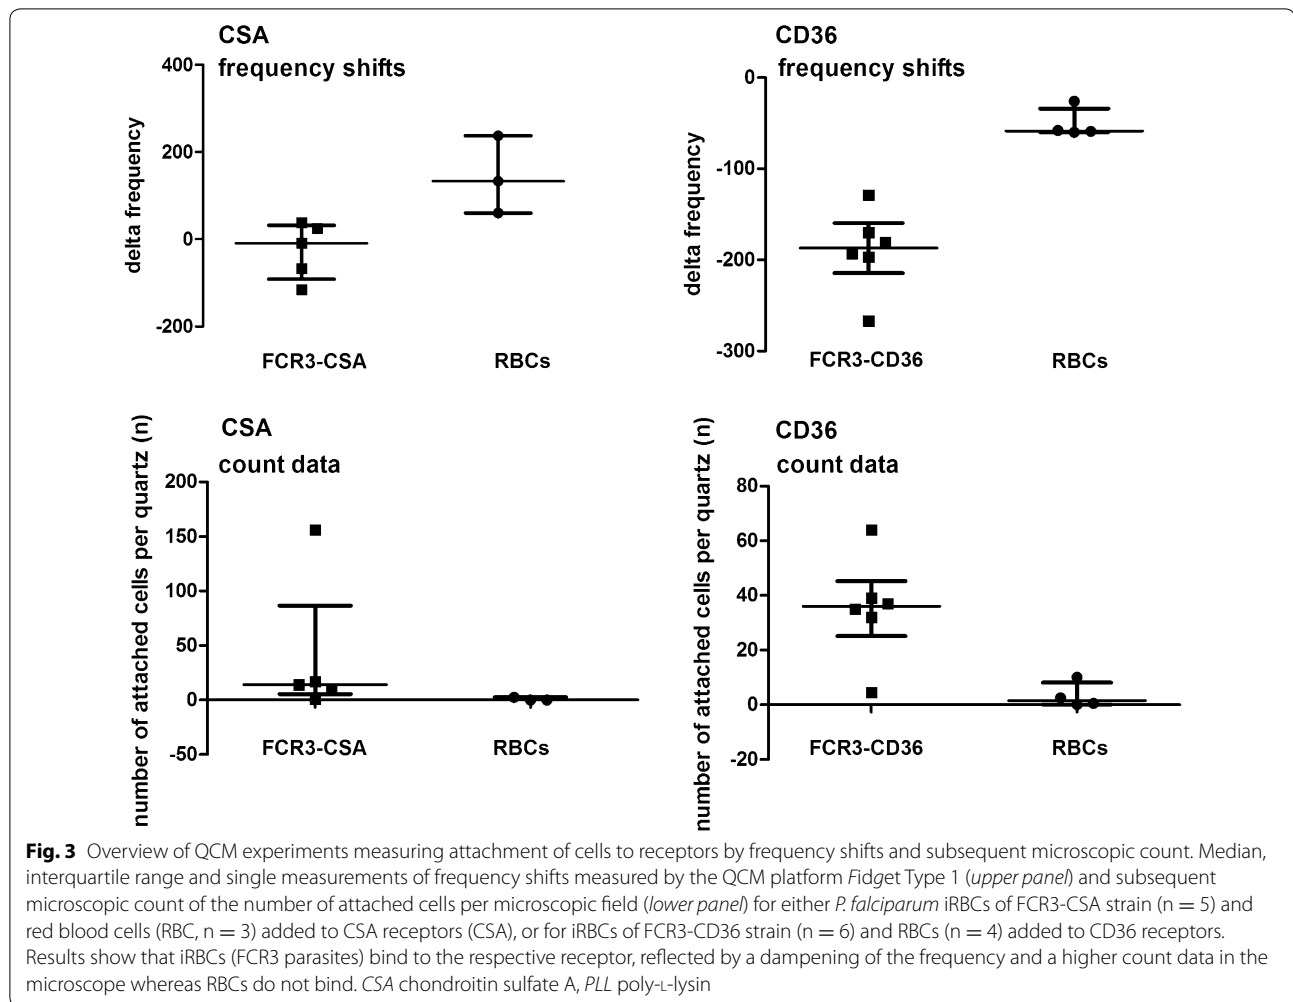 CSA
frequency shifts
400
200
0
-200
delta frequency
FCR3-CSA
RBCs
CD36
frequency shifts
0
-100
-200
-300
delta frequency
FCR3-CD36
RBCs
CSA
count data
200
150
100
50
0
-50
number of attached cells per quartz (n)
FCR3-CSA
RBCs
CD36
count data
80
60
40
20
0
-20
number of attached cells per quartz (n)
FCR3-CD36
RBCs
Fig. 3 Overview of QCM experiments measuring attachment of cells to receptors by frequency shifts and subsequent microscopic count. Median,
interquartile range and single measurements of frequency shifts measured by the QCM platform Fidget Type 1 (upper panel) and subsequent
microscopic count of the number of attached cells per microscopic field (lower panel) for either P. falciparum iRBCs of FCR3-CSA strain (n = 5) and
red blood cells (RBC, n = 3) added to CSA receptors (CSA), or for iRBCs of FCR3-CD36 strain (n = 6) and RBCs (n = 4) added to CD36 receptors.
Results show that iRBCs (FCR3 parasites) bind to the respective receptor, reflected by a dampening of the frequency and a higher count data in the
microscope whereas RBCs do not bind. CSA chondroitin sulfate A, PLL poly-L-lysin